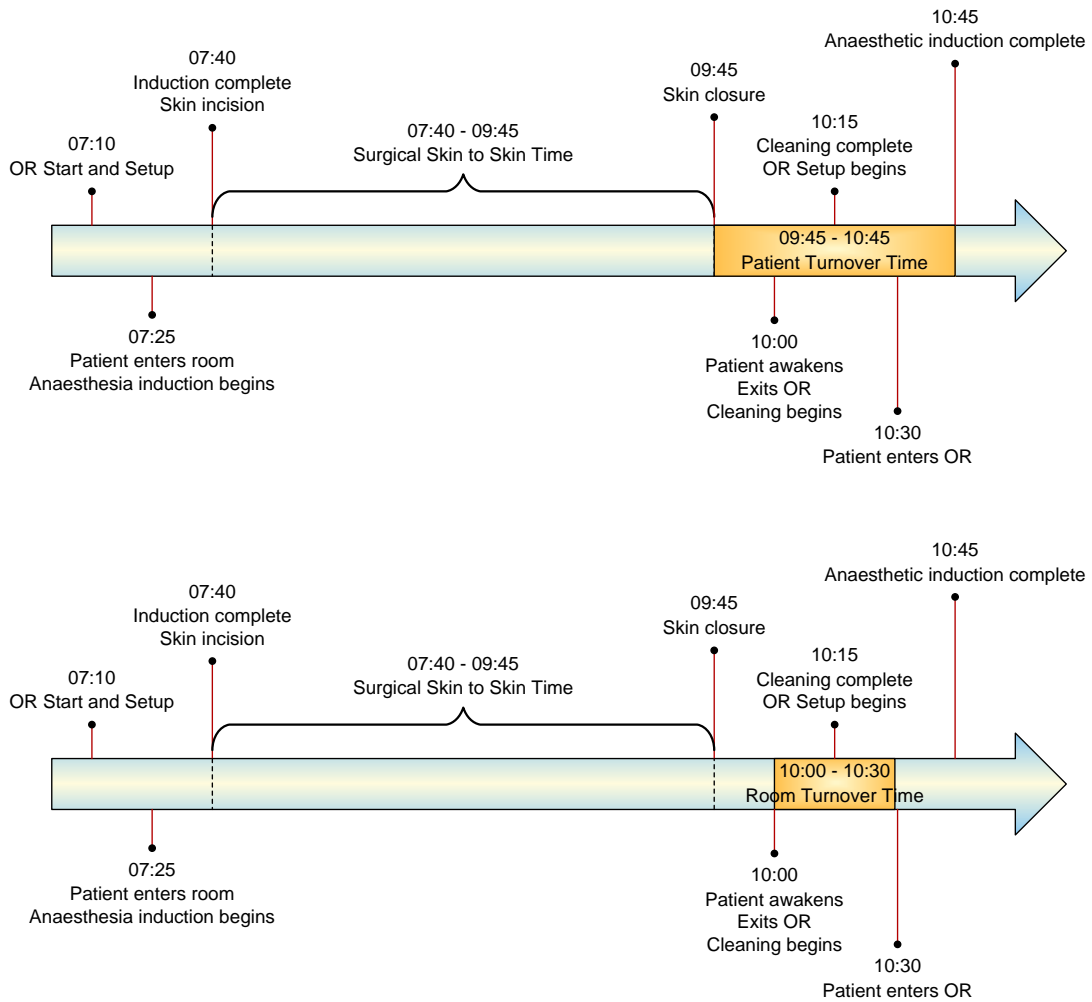 10:45
Anaesthetic induction complete
07:40
Induction complete
Skin incision
09:45
Skin closure
07:10
OR Start and Setup
07:40 - 09:45
Surgical Skin to Skin Time
10:15
Cleaning complete
OR Setup begins
09:45 - 10:45
Patient Turnover Time
07:25
Patient enters room
Anaesthesia induction begins
10:00
Patient awakens
Exits OR
Cleaning begins
10:30
Patient enters OR
10:45
Anaesthetic induction complete
07:40
Induction complete
Skin incision
09:45
Skin closure
07:10
OR Start and Setup
07:40 - 09:45
Surgical Skin to Skin Time
10:15
Cleaning complete
OR Setup begins
10:00 - 10:30
Room Turnover Time
07:25
Patient enters room
Anaesthesia induction begins
10:00
Patient awakens
Exits OR
Cleaning begins
10:30
Patient enters OR